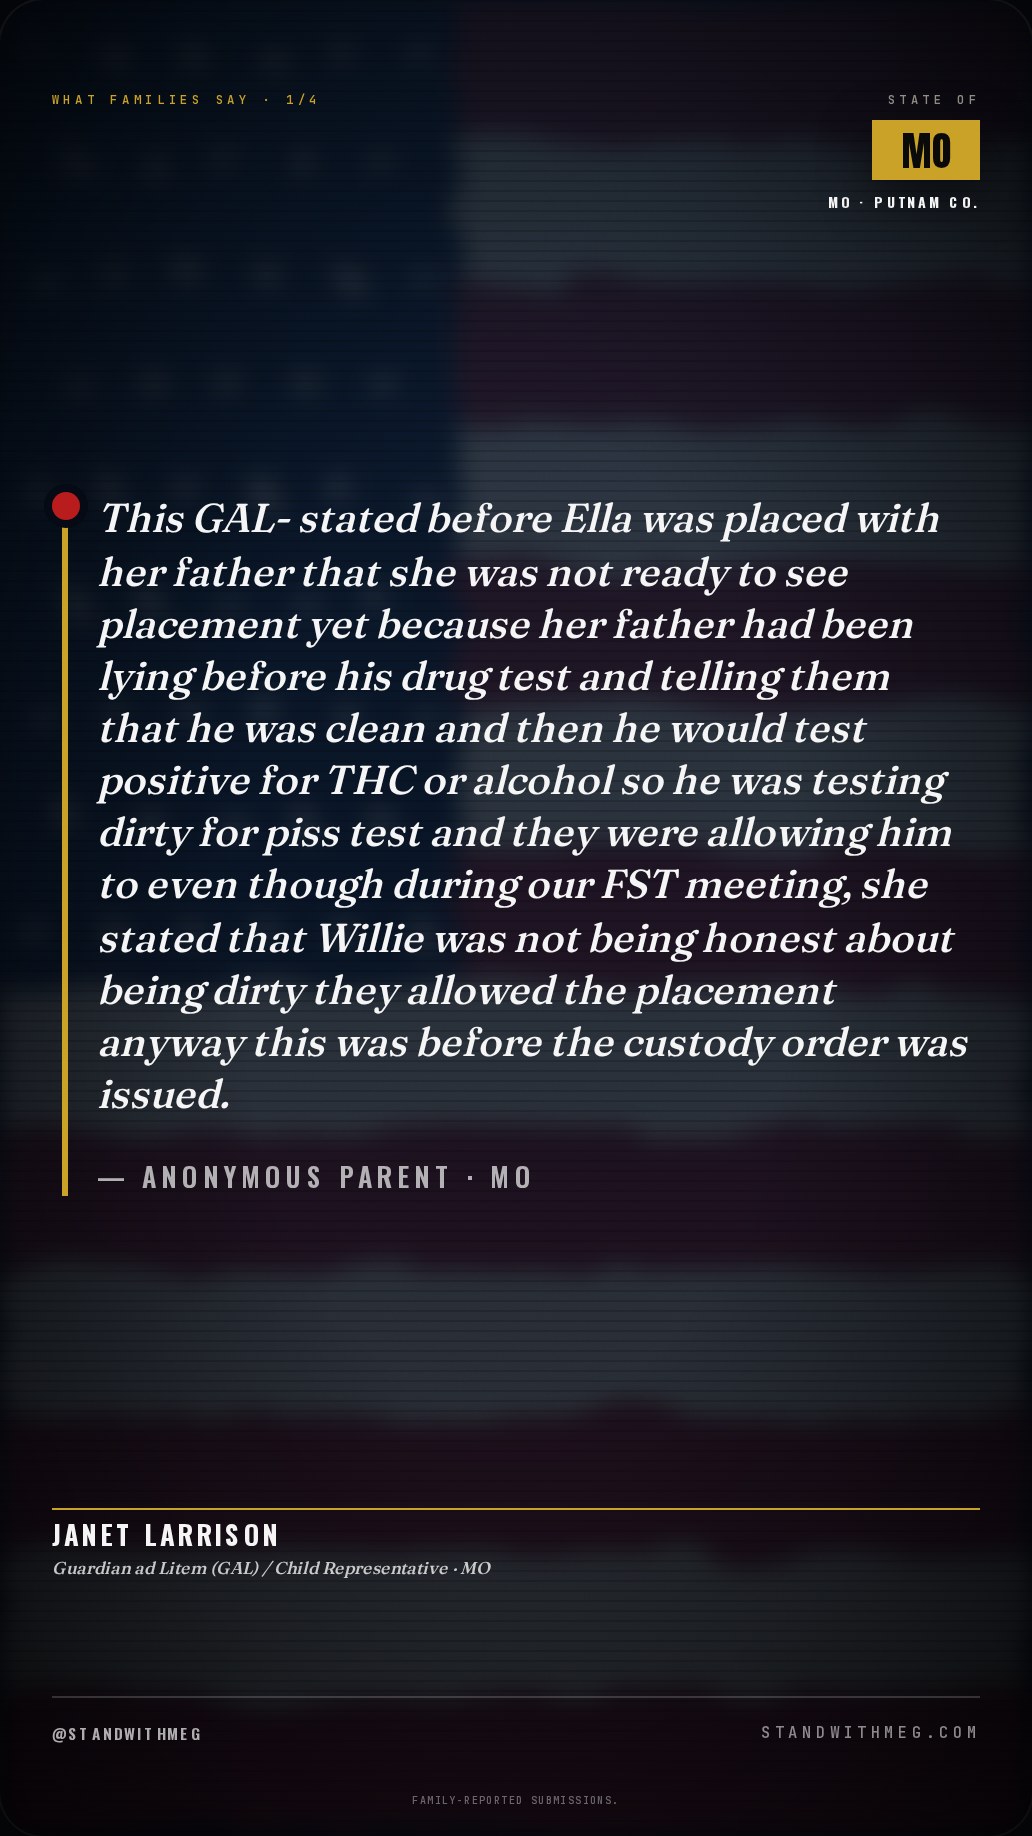 WHAT FAMILIES SAY · 1/4
STATE OF
MO
MO · PUTNAM CO.
This GAL- stated before Ella was placed with
her father that she was not ready to see
placement yet because her father had been
lying before his drug test and telling them
that he was clean and then he would test
positive for THC or alcohol so he was testing
dirty for piss test and they were allowing him
to even though during our FST meeting, she
stated that Willie was not being honest about
being dirty they allowed the placement
anyway this was before the custody order was
issued.
— ANONYMOUS PARENT · MO
JANET LARRISON
Guardian ad Litem (GAL) / Child Representative · MO
@STANDWITHMEG
STANDWITHMEG.COM
FAMILY-REPORTED SUBMISSIONS.